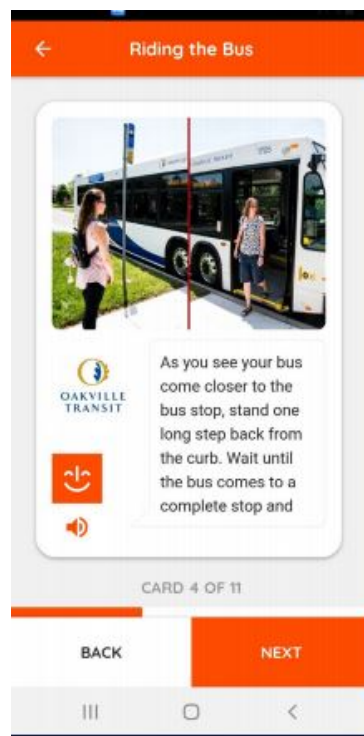 Riding the Bus
OAKVILLE TRANSIT
OAKVILLE
TRANSIT
As you see your bus
come closer to the
bus stop, stand one
long step back from
the curb. Wait until
the bus comes to a
complete stop and
CARD 4 OF 11
BACK
NEXT